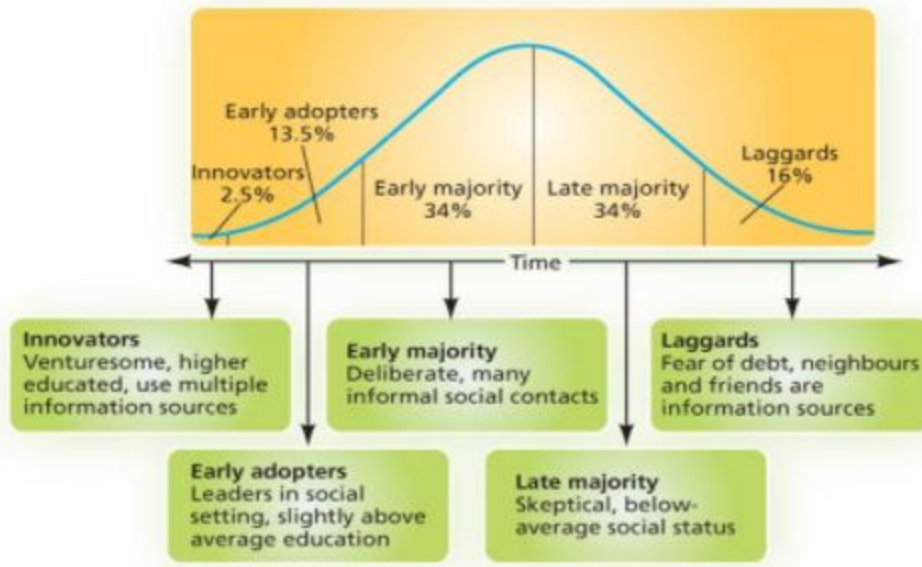 Early adopters
13.5%
Innovators
2.5%
Early majority
34%
Late majority
34%
Laggards
16%
Time
Innovators
Venturesome, higher
educated, use multiple
information sources
Early majority
Deliberate, many
informal social contacts
Laggards
Fear of debt, neighbours
and friends are
information sources
Early adopters
Leaders in social
setting, slightly above
average education
Late majority
Skeptical, below-
average social status